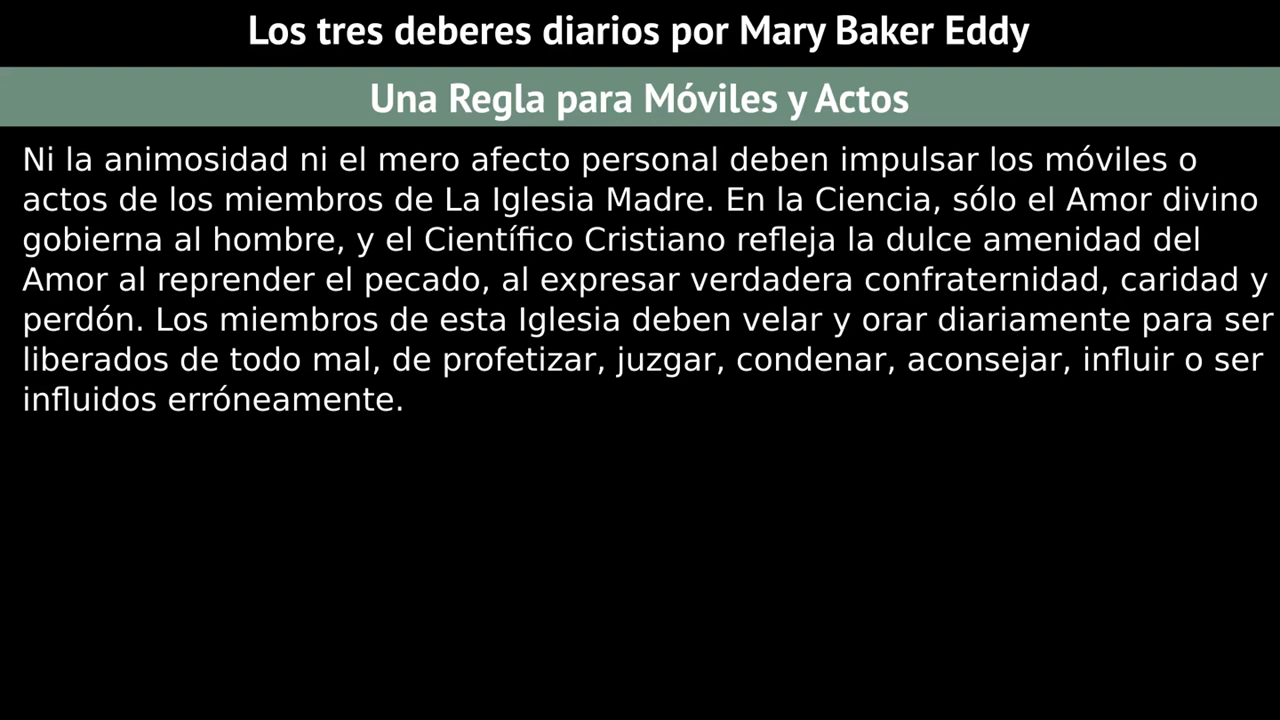 Los tres deberes diarios por Mary Baker Eddy
Una Regla para Móviles y Actos
Ni la animosidad ni el mero afecto personal deben impulsar los móviles o
actos de los miembros de La Iglesia Madre. En la Ciencia, sólo el Amor divino
gobierna al hombre, y el Científico Cristiano refleja la dulce amenidad del
Amor al reprender el pecado, al expresar verdadera confraternidad, caridad y
perdón. Los miembros de esta Iglesia deben velar y orar diariamente para ser
liberados de todo mal, de profetizar, juzgar, condenar, aconsejar, influir o ser
influidos erróneamente.